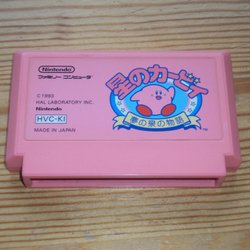 Nintendo
ファミリー コンピュータ
©1993
HAL LABORATORY INC.
Nintendo
HVC-KI
MADE IN JAPAN
星のカービィ
夢の泉の物語
TM